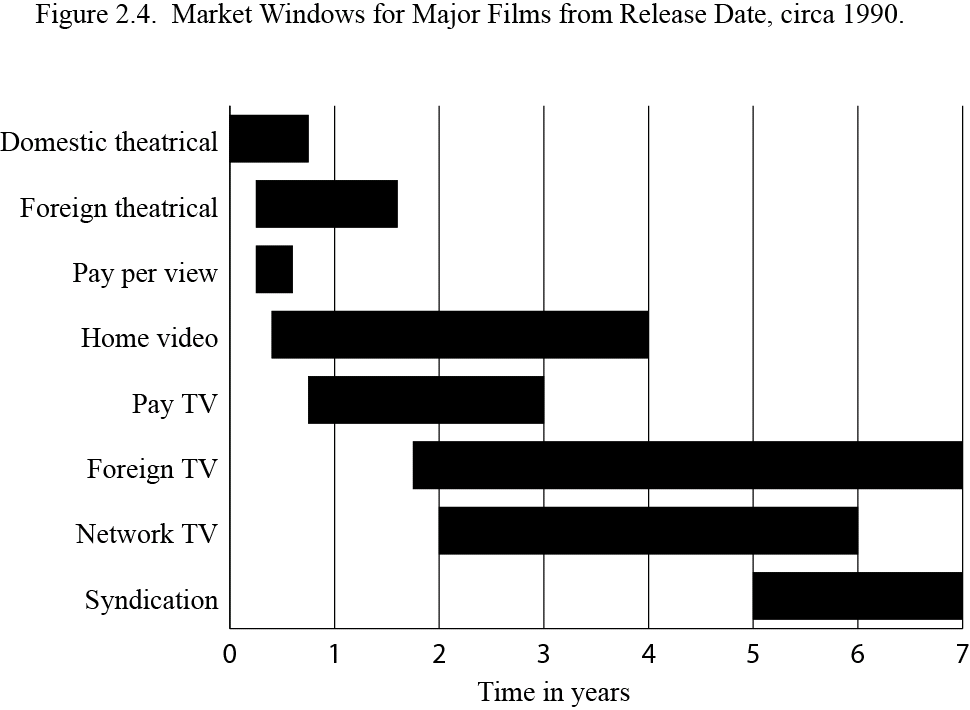 Figure 2.4.  Market Windows for Major Films from Release Date, circa 1990.
Domestic theatrical
Foreign theatrical
Pay per view
Home video
Pay TV
Foreign TV
Network TV
Syndication
0 1 2 3 4 5 6 7
Time in years